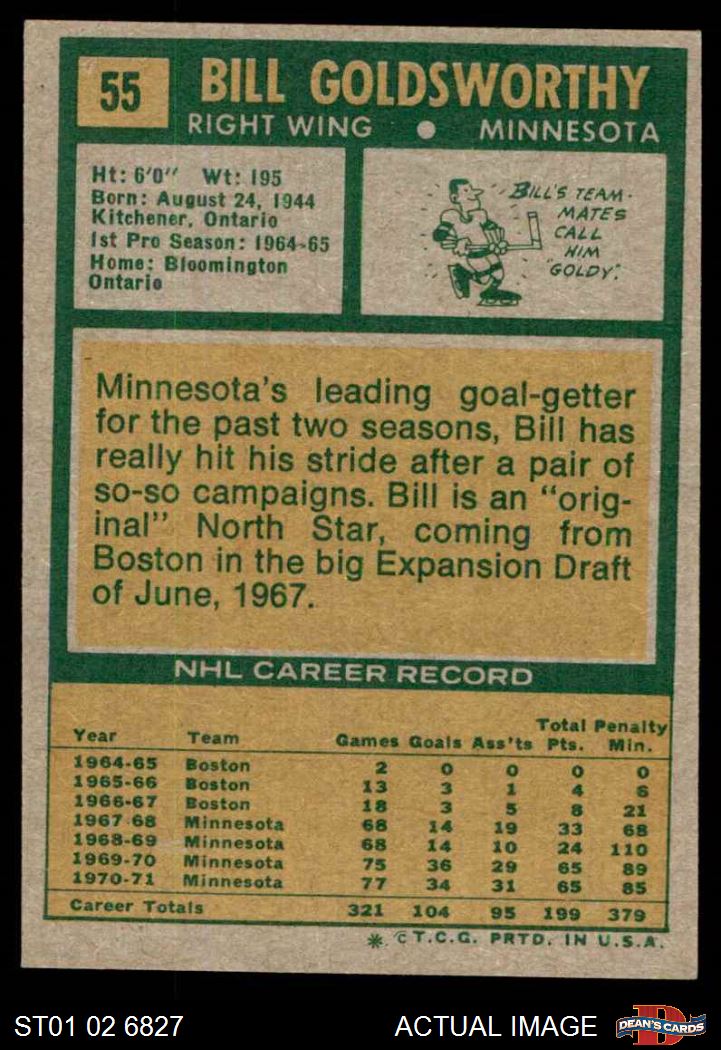 55
BILL GOLDSWORTHY
RIGHT WING ● MINNESOTA
Ht: 6'0" Wt: 195
Born: August 24, 1944
Kitchener, Ontario
1st Pro Season: 1964-65
Home: Bloomington
Ontario
BILL'S TEAM-
MATES
CALL
HIM
"GOLDY".
Minnesota's leading goal-getter
for the past two seasons, Bill has
really hit his stride after a pair of
so-so campaigns. Bill is an "orig-
inal" North Star, coming from
Boston in the big Expansion Draft
of June, 1967.
NHL CAREER RECORD
Year Team Games Goals Ass'ts Total Pts. Penalty Min.
1964-65 Boston 2 0 0 0 0
1965-66 Boston 13 3 1 4 6
1966-67 Boston 18 3 5 8 21
1967-68 Minnesota 68 14 19 33 68
1968-69 Minnesota 68 14 10 24 110
1969-70 Minnesota 75 36 29 65 89
1970-71 Minnesota 77 34 31 65 85
Career Totals 321 104 95 199 379
* © T.C.G. PRTD. IN U.S.A.
ST01 02 6827
ACTUAL IMAGE
D
DEAN'S CARDS